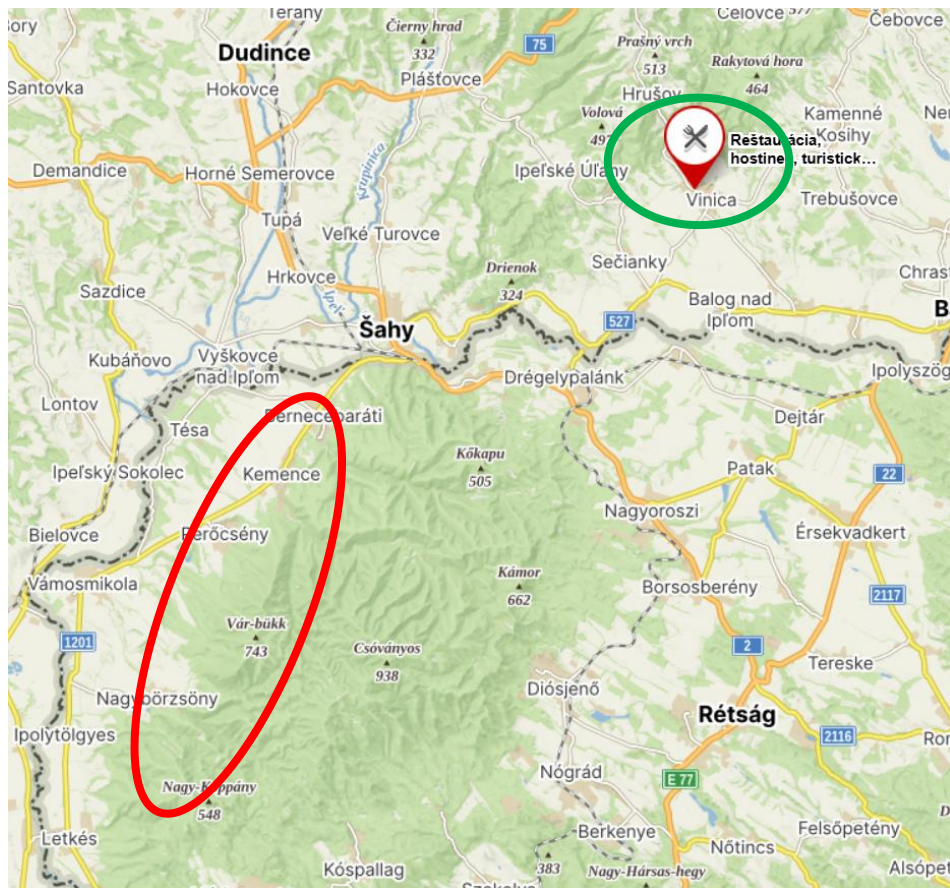 Terany
Čierny hrad
332
75
Celovce
577
Čebovce
Sory
Dudince
Prašný vrch
513
Rakytová hora
464
Santovka
Hokovce
Plášťovce
Hrušov
Volová
497
Kamenné
Kosihy
Reštaurácia,
hostinec, turistick...
Demandice
Horné Semerovce
Krupinica
Ipeľské Úľany
Vinica
Trebušovce
Tupá
Veľké Turovce
Sečianky
Hrkovce
Drienok
324
Sazdice
Ipeľ
Balog nad
Ipľom
Chrast
Šahy
527
B
Kubáňovo
Vyškovce
nad Ipľom
Drégelypalánk
Ipolyszög
Lontov
Bernecebaráti
Tésa
Dejtár
Ipeľský Sokolec
Kemence
Kőkapu
505
Patak
22
Nagyoroszi
Bielovce
Perőcsény
Érsekvadkert
Vámosmikola
Kámor
662
Borsosberény
2117
Vár-bükk
743
1201
Csóványos
938
2
Tereske
Nagybörzsöny
Diósjenő
Rétság
Ipolytölgyes
2116
Ron
Nagy-Koppány
548
Nógrád
E 77
Letkés
Berkenye
Felsőpetény
Nőtincs
Kóspallag
383
Nagy-Hársas-hegy
Alsópet